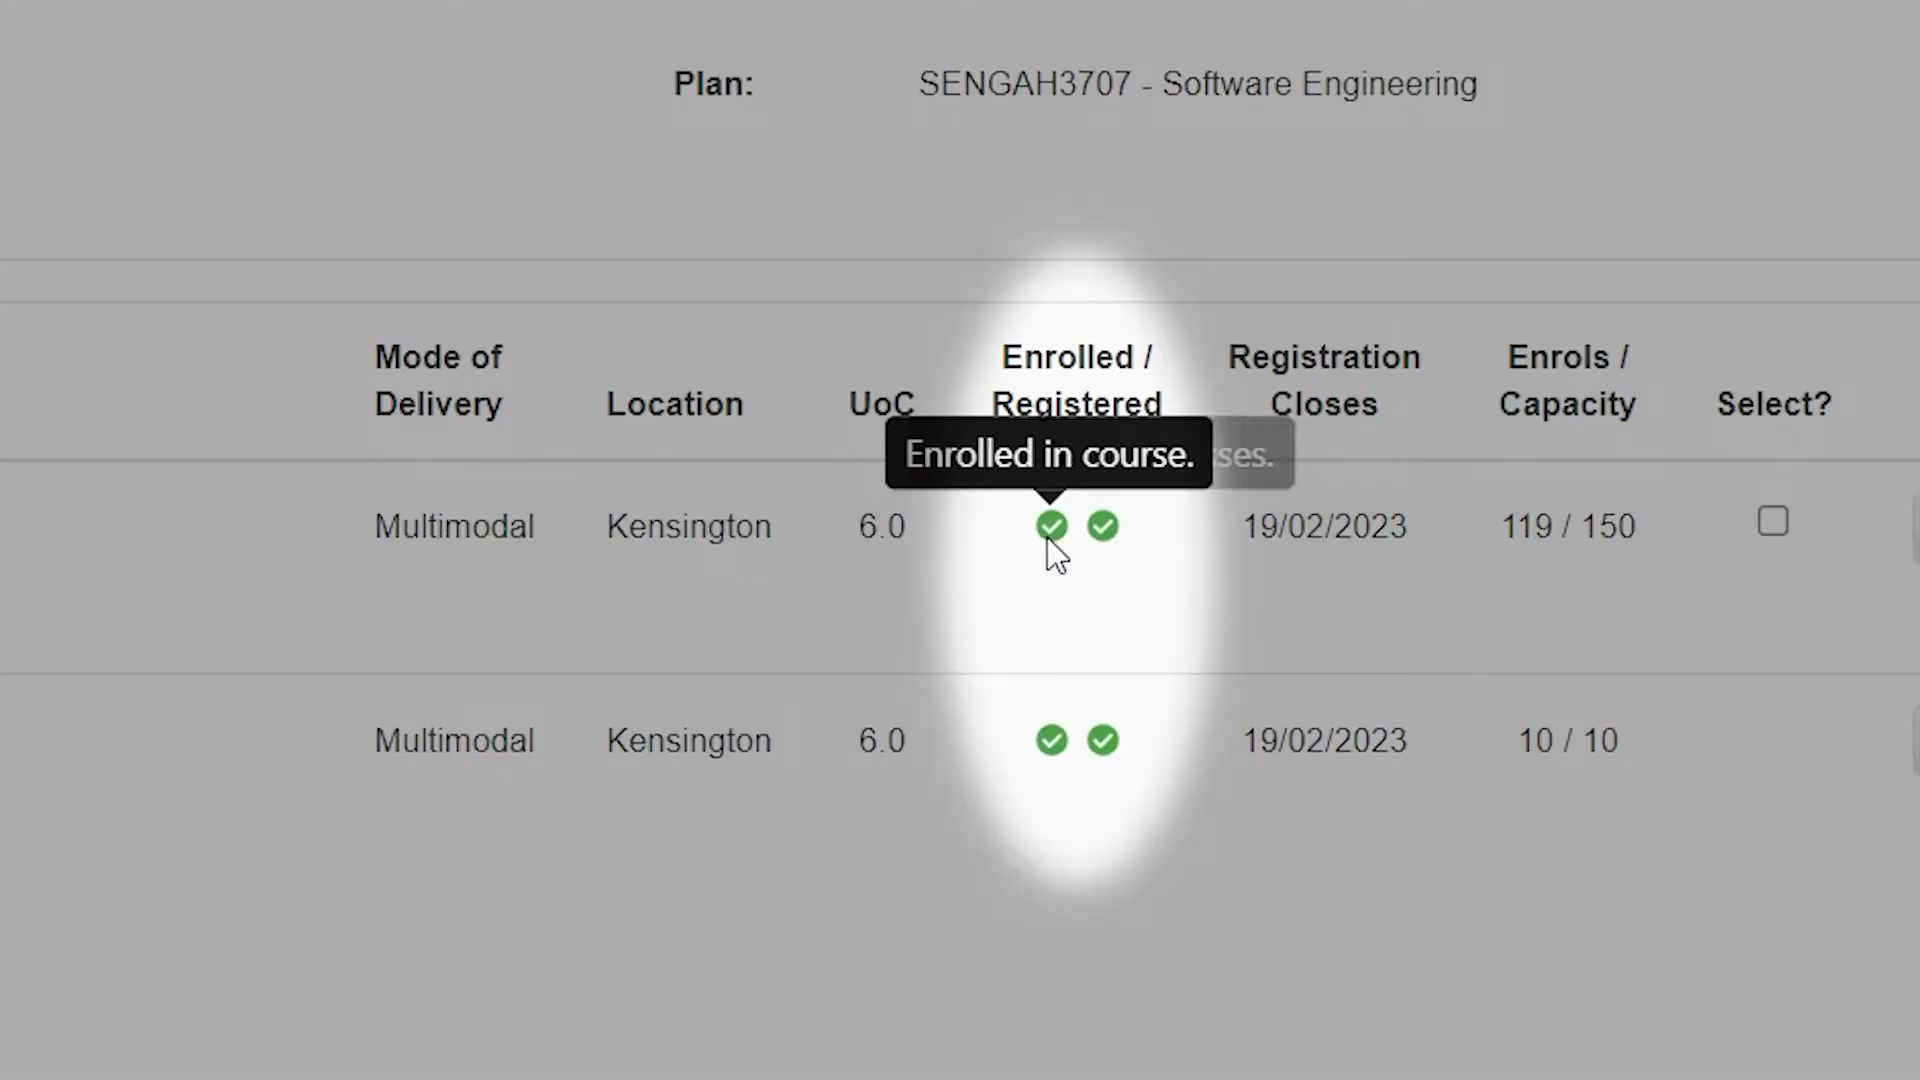 Plan: SENGAH3707 - Software Engineering
Mode of Delivery Location UoC Enrolled / Registered Registration Closes Enrols / Capacity Select?
Enrolled in course. ses.
Multimodal Kensington 6.0 19/02/2023 119 / 150
Multimodal Kensington 6.0 19/02/2023 10 / 10